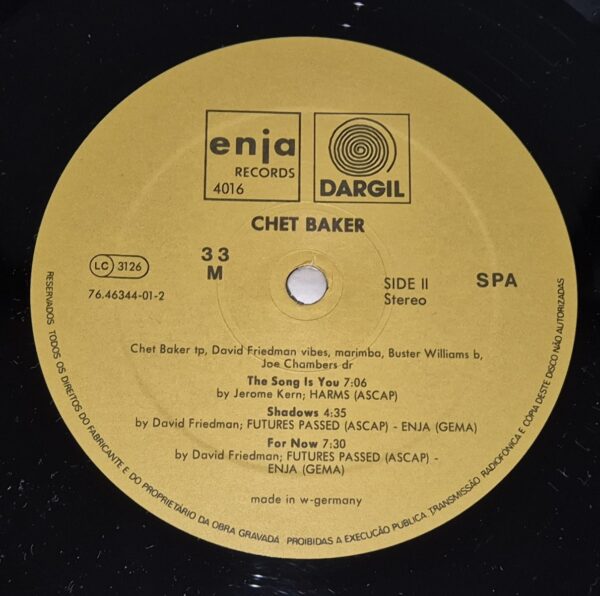 enja
RECORDS
4016
DARGIL
CHET BAKER
33
M
LC 3126
76.46344-01-2
SIDE II
Stereo
SPA
Chet Baker tp, David Friedman vibes, marimba, Buster Williams b,
Joe Chambers dr
The Song Is You 7:06
by Jerome Kern; HARMS (ASCAP)
Shadows 4:35
by David Friedman; FUTURES PASSED (ASCAP) - ENJA (GEMA)
For Now 7:30
by David Friedman; FUTURES PASSED (ASCAP) -
ENJA (GEMA)
made in w-germany
RESERVADOS TODOS OS DIREITOS DO FABRICANTE E DO PROPRIETÁRIO DA OBRA GRAVADA PROIBIDAS A EXECUÇÃO PUBLICA, TRANSMISSÃO RADIOFONICA E CÓPIA DESTE DISCO NÃO AUTORIZADAS